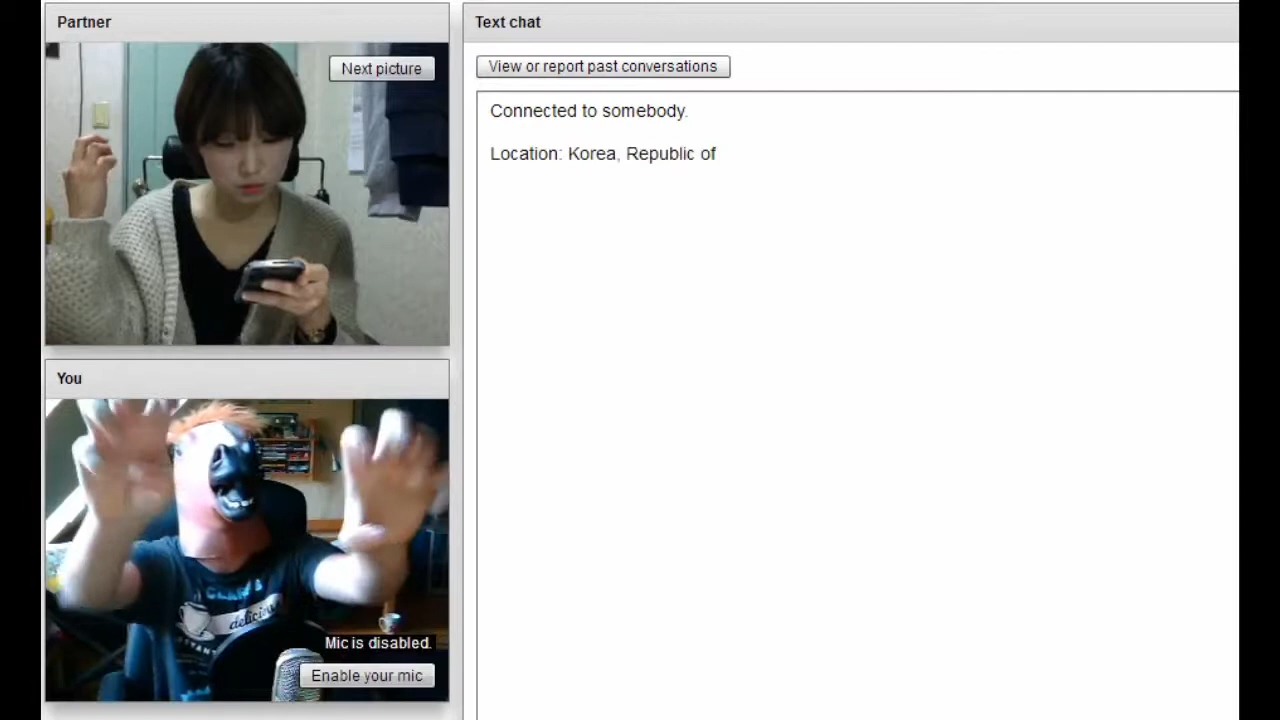 Partner
Next picture
Text chat
View or report past conversations
Connected to somebody.
Location: Korea, Republic of
You
delicious
Mic is disabled.
Enable your mic